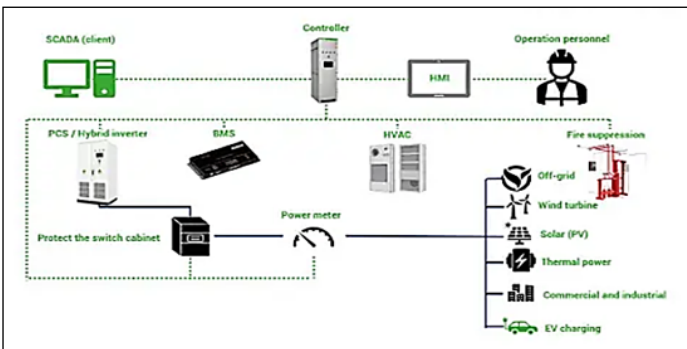 Controller
SCADA (client)
Operation personnel
HMI
PCS / Hybrid inverter
BMS
HVAC
Fire suppression
Off-grid
Wind turbine
Power meter
Protect the switch cabinet
Solar (PV)
Thermal power
Commercial and industrial
EV charging